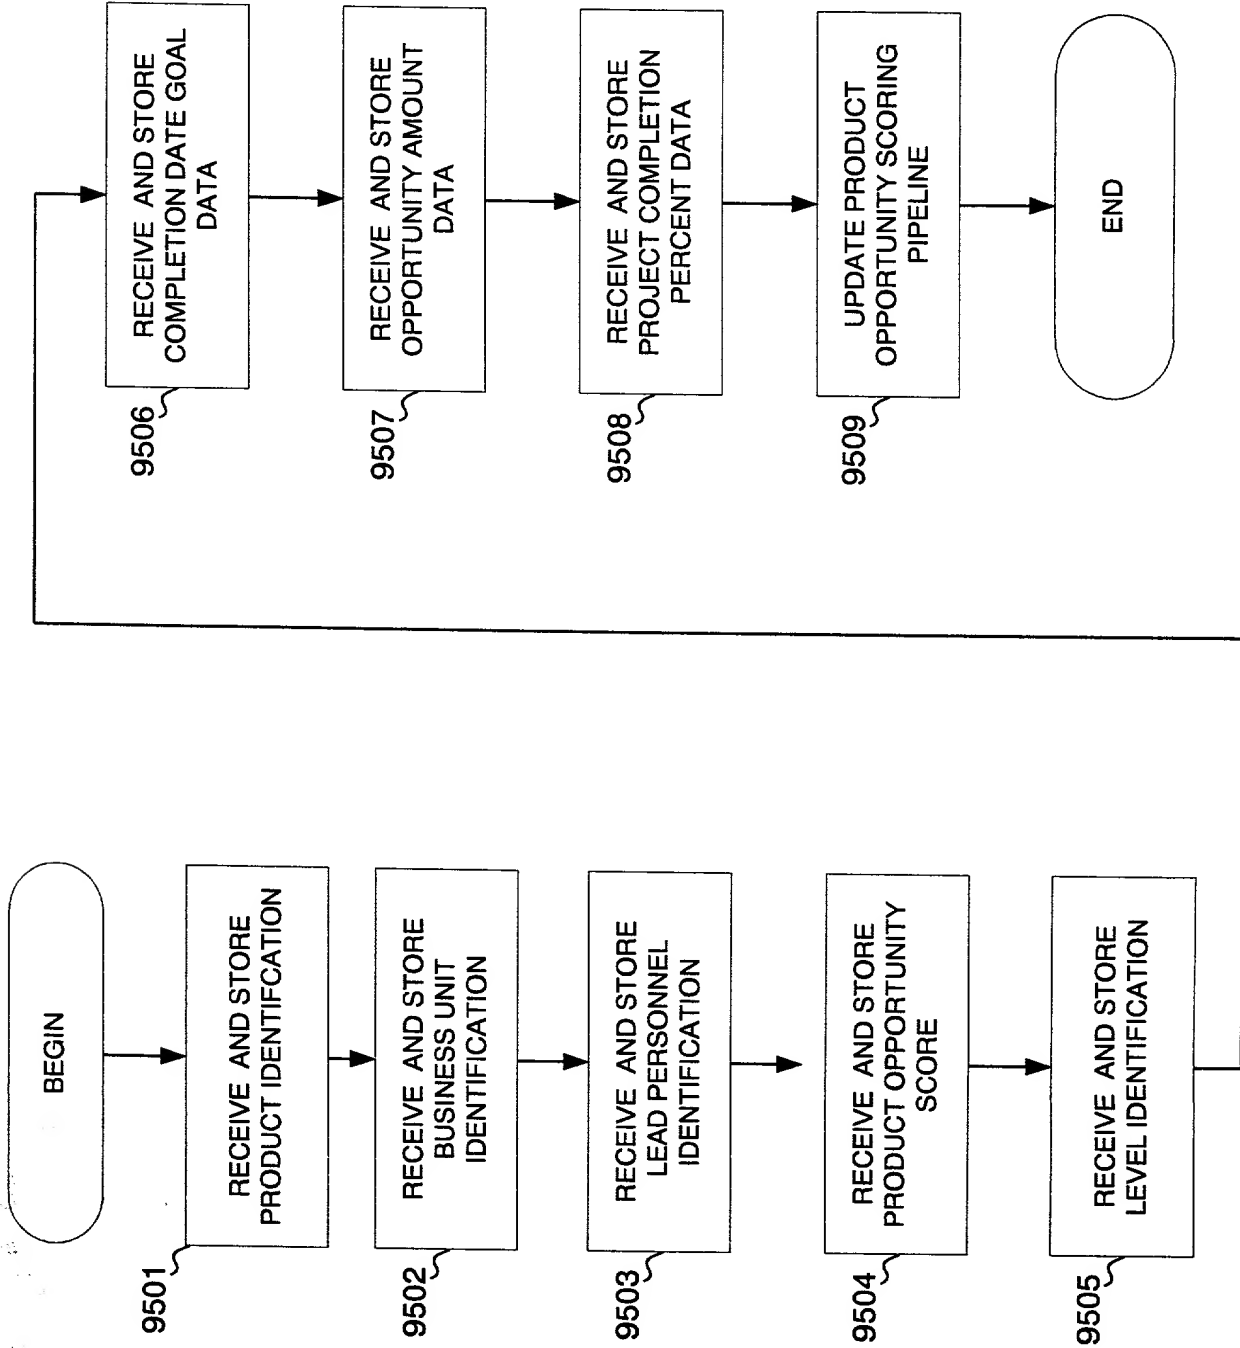 BEGIN
9501
RECEIVE AND STORE
PRODUCT IDENTIFCATION
9502
RECEIVE AND STORE
BUSINESS UNIT
IDENTIFICATION
9503
RECEIVE AND STORE
LEAD PERSONNEL
IDENTIFICATION
9504
RECEIVE AND STORE
PRODUCT OPPORTUNITY
SCORE
9505
RECEIVE AND STORE
LEVEL IDENTIFICATION
9506
RECEIVE AND STORE
COMPLETION DATE GOAL
DATA
9507
RECEIVE AND STORE
OPPORTUNITY AMOUNT
DATA
9508
RECEIVE AND STORE
PROJECT COMPLETION
PERCENT DATA
9509
UPDATE PRODUCT
OPPORTUNITY SCORING
PIPELINE
END